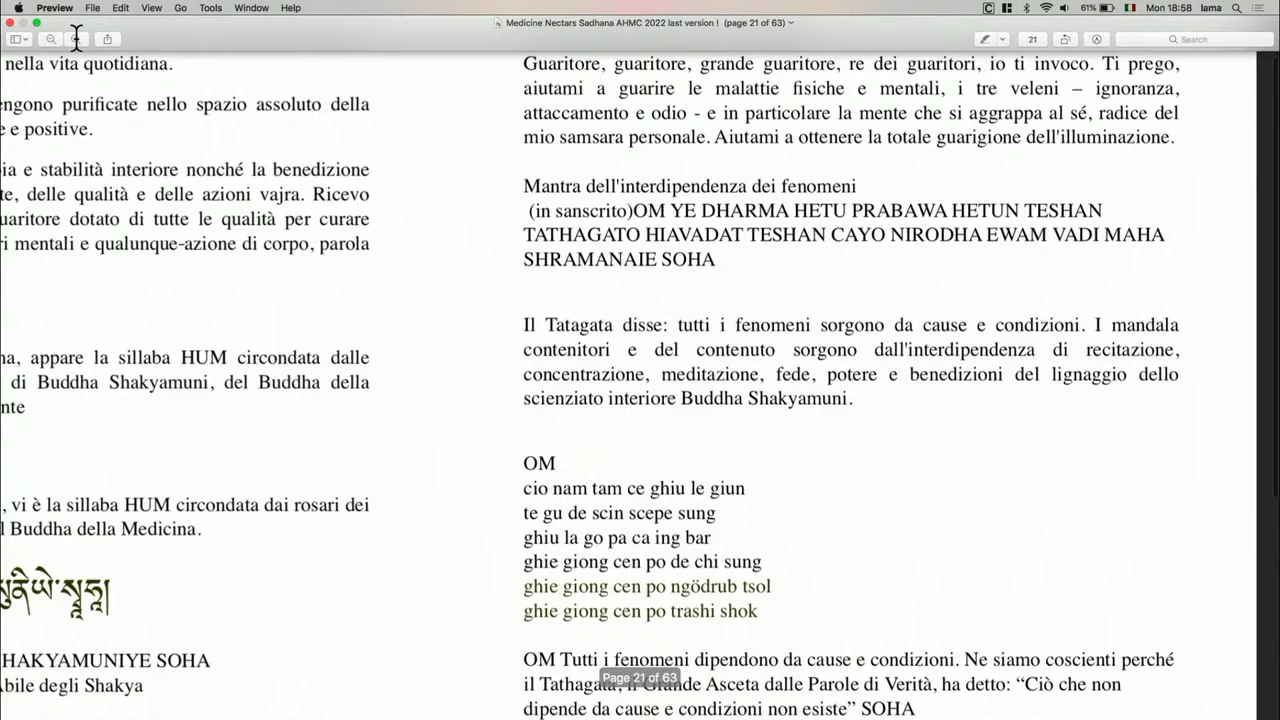 Preview File Edit View Go Tools Window Help
61% Mon 18:58 lama
Medicine Nectars Sadhana AHMC 2022 last version ! (page 21 of 63)
21 Search
nella vita quotidiana.
engono purificate nello spazio assoluto della
e e positive.
ia e stabilità interiore nonché la benedizione
te, delle qualità e delle azioni vajra. Ricevo
uaritore dotato di tutte le qualità per curare
ri mentali e qualunque-azione di corpo, parola
na, appare la sillaba HUM circondata dalle
di Buddha Shakyamuni, del Buddha della
nte
, vi è la sillaba HUM circondata dai rosari dei
l Buddha della Medicina.
མུནིཡེ་སྭཱཧཱ།
HAKYAMUNIYE SOHA
Abile degli Shakya
Guaritore, guaritore, grande guaritore, re dei guaritori, io ti invoco. Ti prego,
aiutami a guarire le malattie fisiche e mentali, i tre veleni – ignoranza,
attaccamento e odio - e in particolare la mente che si aggrappa al sé, radice del
mio samsara personale. Aiutami a ottenere la totale guarigione dell'illuminazione.
Mantra dell'interdipendenza dei fenomeni
(in sanscrito)OM YE DHARMA HETU PRABAWA HETUN TESHAN
TATHAGATO HIAVADAT TESHAN CAYO NIRODHA EWAM VADI MAHA
SHRAMANAIE SOHA
Il Tatagata disse: tutti i fenomeni sorgono da cause e condizioni. I mandala
contenitori e del contenuto sorgono dall'interdipendenza di recitazione,
concentrazione, meditazione, fede, potere e benedizioni del lignaggio dello
scienziato interiore Buddha Shakyamuni.
OM
cio nam tam ce ghiu le giun
te gu de scin scepe sung
ghiu la go pa ca ing bar
ghie giong cen po de chi sung
ghie giong cen po ngödrub tsol
ghie giong cen po trashi shok
OM Tutti i fenomeni dipendono da cause e condizioni. Ne siamo coscienti perché
il Tathagata, il Grande Asceta dalle Parole di Verità, ha detto: “Ciò che non
dipende da cause e condizioni non esiste” SOHA
Page 21 of 63